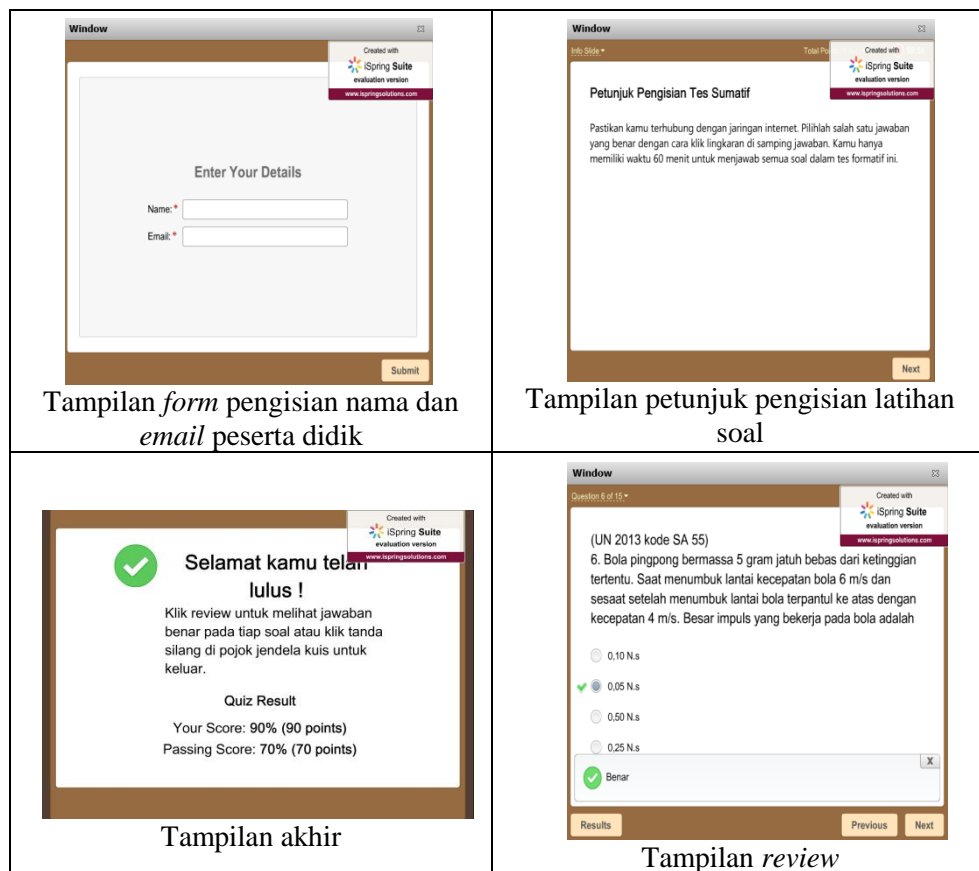 Window
Created with
iSpring Suite
evaluation version
www.ispringsolutions.com
Enter Your Details
Name: *
Email: *
Submit
Tampilan form pengisian nama dan
email peserta didik
Window
Info Slide
Total
Created with
iSpring Suite
evaluation version
www.ispringsolutions.com
Petunjuk Pengisian Tes Sumatif
Pastikan kamu terhubung dengan jaringan internet. Pilihlah salah satu jawaban
yang benar dengan cara klik lingkaran di samping jawaban. Kamu hanya
memiliki waktu 60 menit untuk menjawab semua soal dalam tes formatif ini.
Next
Tampilan petunjuk pengisian latihan
soal
Created with
iSpring Suite
evaluation version
www.ispringsolutions.com
Selamat kamu telah
lulus !
Klik review untuk melihat jawaban
benar pada tiap soal atau klik tanda
silang di pojok jendela kuis untuk
keluar.
Quiz Result
Your Score: 90% (90 points)
Passing Score: 70% (70 points)
Tampilan akhir
Window
Question 6 of 15
Created with
iSpring Suite
evaluation version
www.ispringsolutions.com
(UN 2013 kode SA 55)
6. Bola pingpong bermassa 5 gram jatuh bebas dari ketinggian
tertentu. Saat menumbuk lantai kecepatan bola 6 m/s dan
sesaat setelah menumbuk lantai bola terpantul ke atas dengan
kecepatan 4 m/s. Besar impuls yang bekerja pada bola adalah
0,10 N.s
0,05 N.s
0,50 N.s
0,25 N.s
X
Benar
Results
Previous
Next
Tampilan review